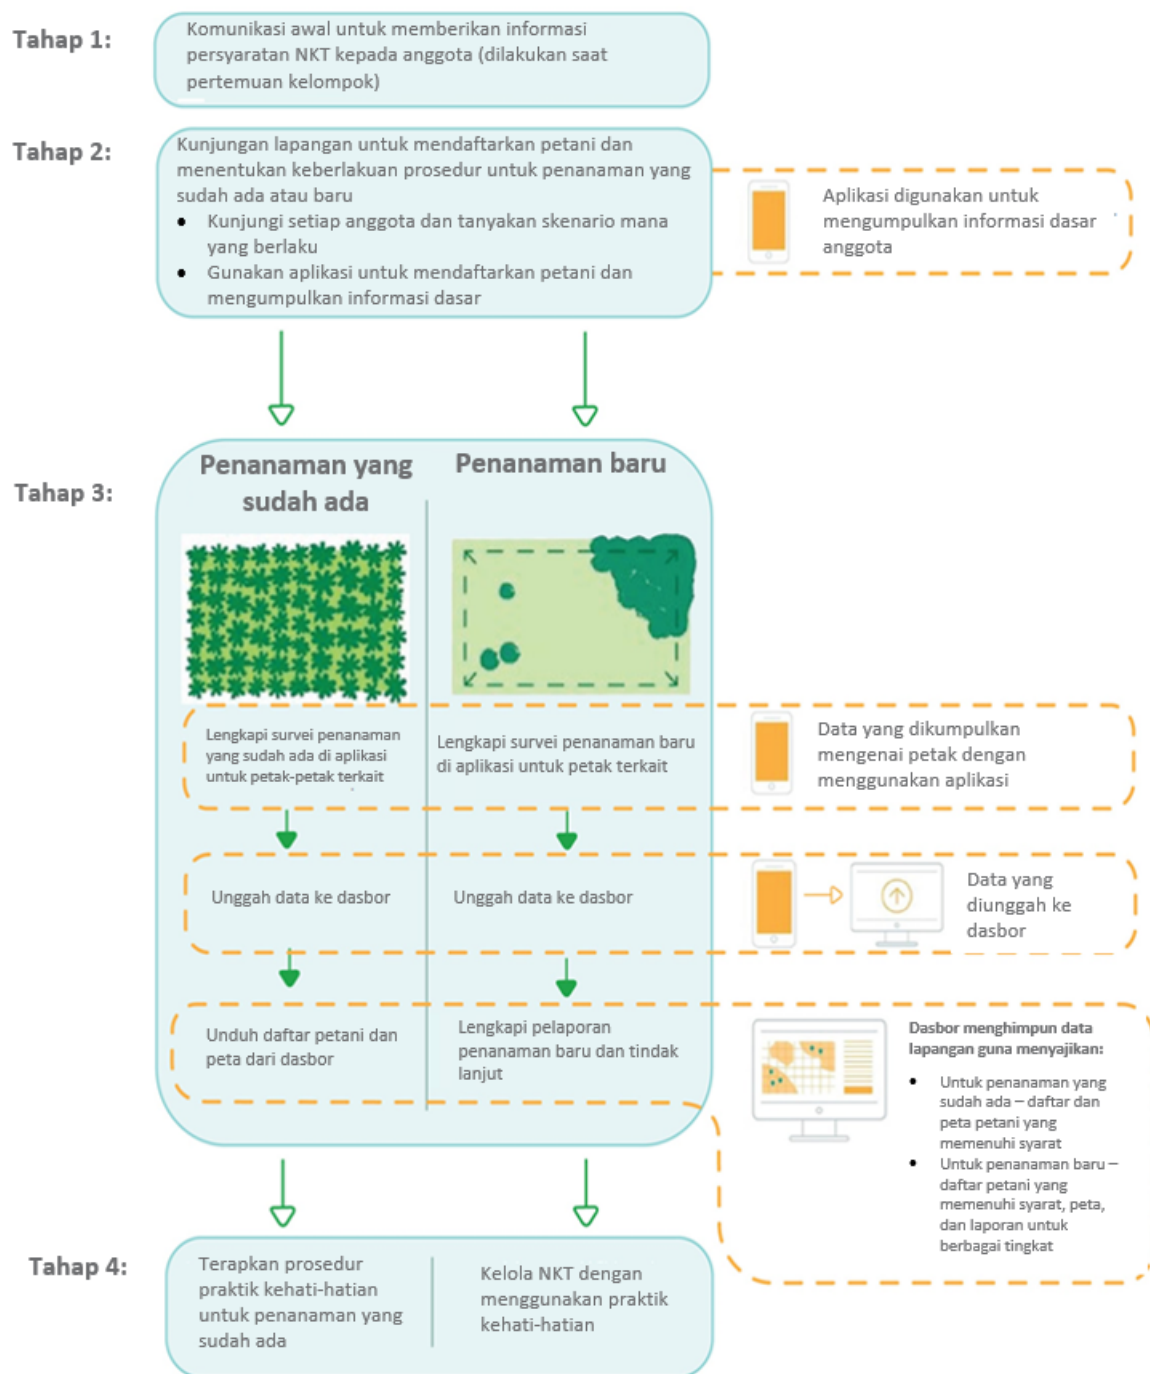 Tahap 1:
Komunikasi awal untuk memberikan informasi
persyaratan NKT kepada anggota (dilakukan saat
pertemuan kelompok)
Tahap 2:
Kunjungan lapangan untuk mendaftarkan petani dan
menentukan keberlakuan prosedur untuk penanaman yang
sudah ada atau baru
• Kunjungi setiap anggota dan tanyakan skenario mana
yang berlaku
• Gunakan aplikasi untuk mendaftarkan petani dan
mengumpulkan informasi dasar
Aplikasi digunakan untuk
mengumpulkan informasi dasar
anggota
Tahap 3:
Penanaman yang
sudah ada
Penanaman baru
Lengkapi survei penanaman
yang sudah ada di aplikasi
untuk petak-petak terkait
Lengkapi survei penanaman baru
di aplikasi untuk petak terkait
Data yang dikumpulkan
mengenai petak dengan
menggunakan aplikasi
Unggah data ke dasbor
Unggah data ke dasbor
Data yang
diunggah ke
dasbor
Unduh daftar petani dan
peta dari dasbor
Lengkapi pelaporan
penanaman baru dan tindak
lanjut
Dasbor menghimpun data
lapangan guna menyajikan:
• Untuk penanaman yang
sudah ada – daftar dan
peta petani yang
memenuhi syarat
• Untuk penanaman baru –
daftar petani yang
memenuhi syarat, peta,
dan laporan untuk
berbagai tingkat
Tahap 4:
Terapkan prosedur
praktik kehati-hatian
untuk penanaman yang
sudah ada
Kelola NKT dengan
menggunakan praktik
kehati-hatian